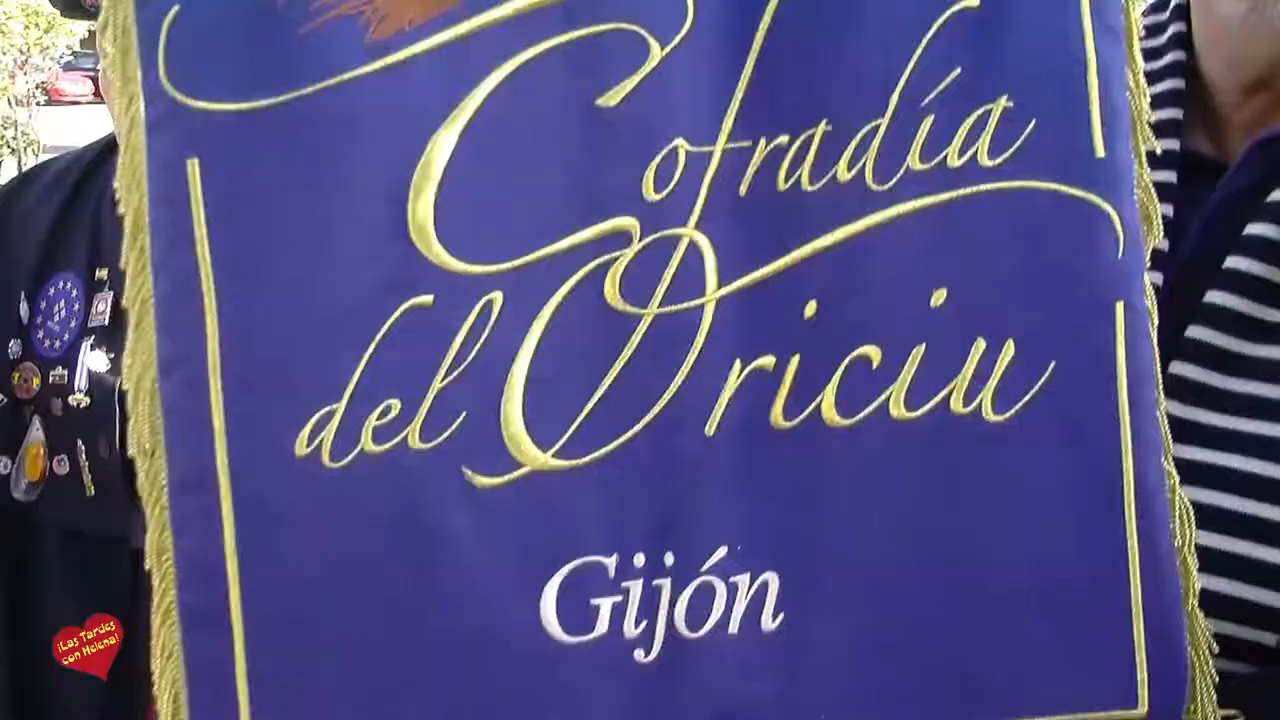 Cofradía
del Oriciu
Gijón
¡Las Tardes
con Helena!